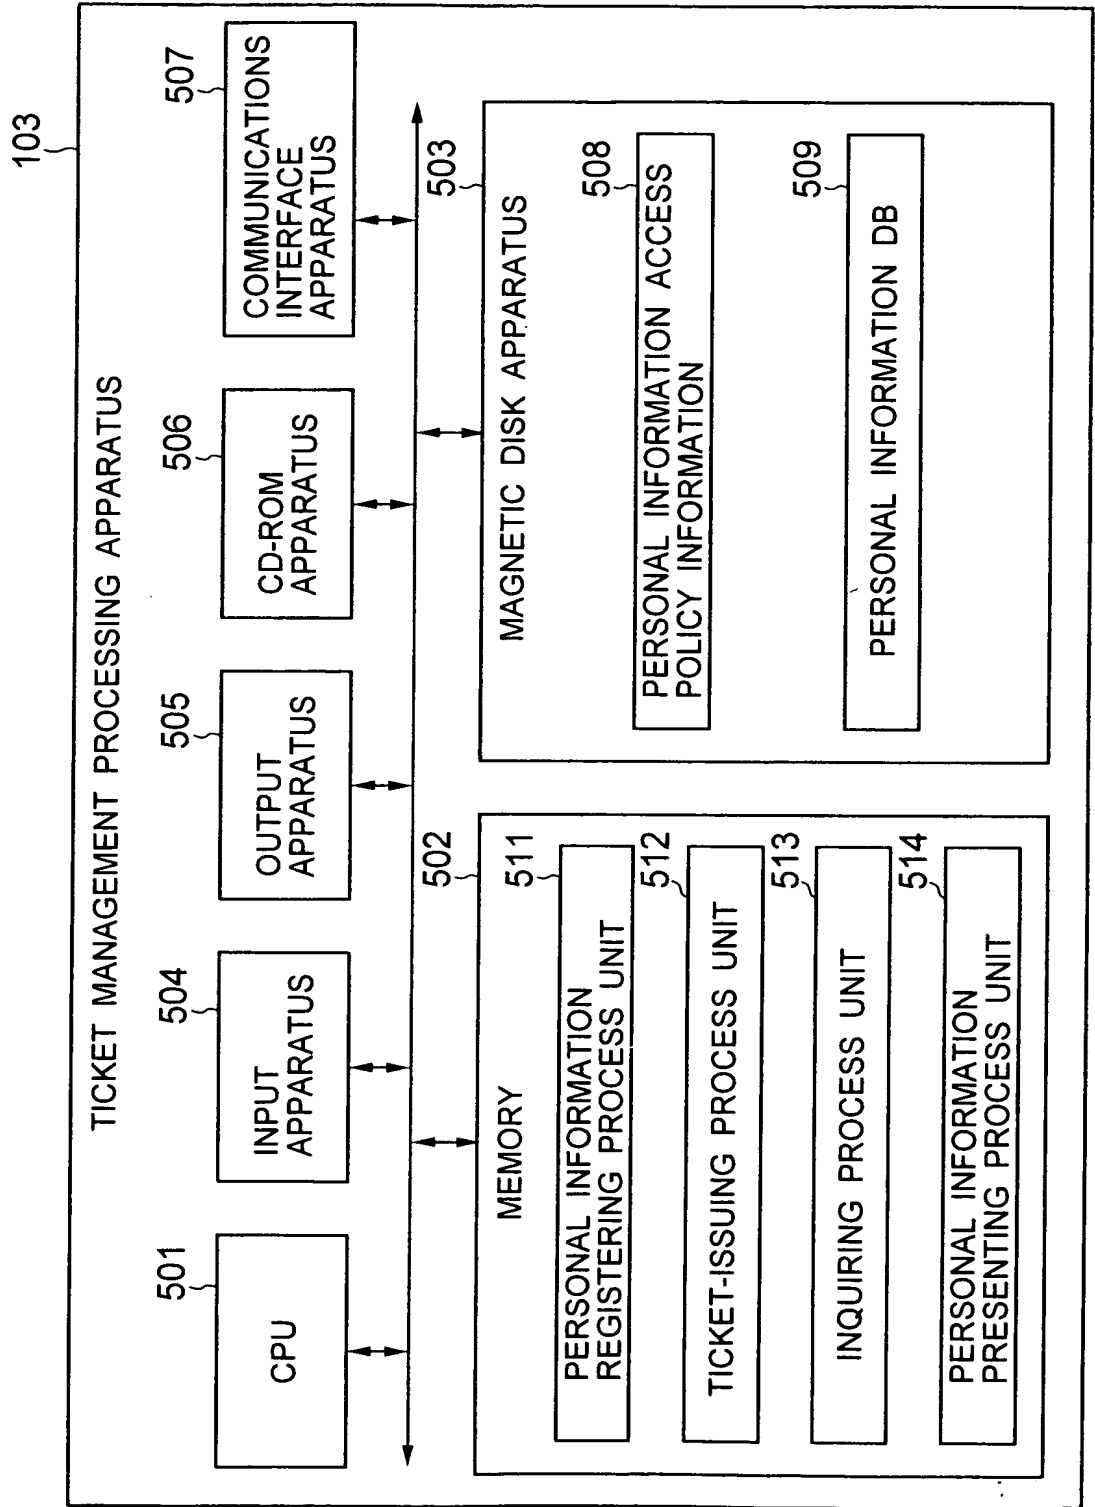 103
TICKET MANAGEMENT PROCESSING APPARATUS
501
CPU
504
INPUT
APPARATUS
505
OUTPUT
APPARATUS
506
CD-ROM
APPARATUS
507
COMMUNICATIONS
INTERFACE
APPARATUS
502
MEMORY
511
PERSONAL INFORMATION
REGISTERING PROCESS UNIT
512
TICKET-ISSUING PROCESS UNIT
513
INQUIRING PROCESS UNIT
514
PERSONAL INFORMATION
PRESENTING PROCESS UNIT
503
MAGNETIC DISK APPARATUS
508
PERSONAL INFORMATION ACCESS
POLICY INFORMATION
509
PERSONAL INFORMATION DB